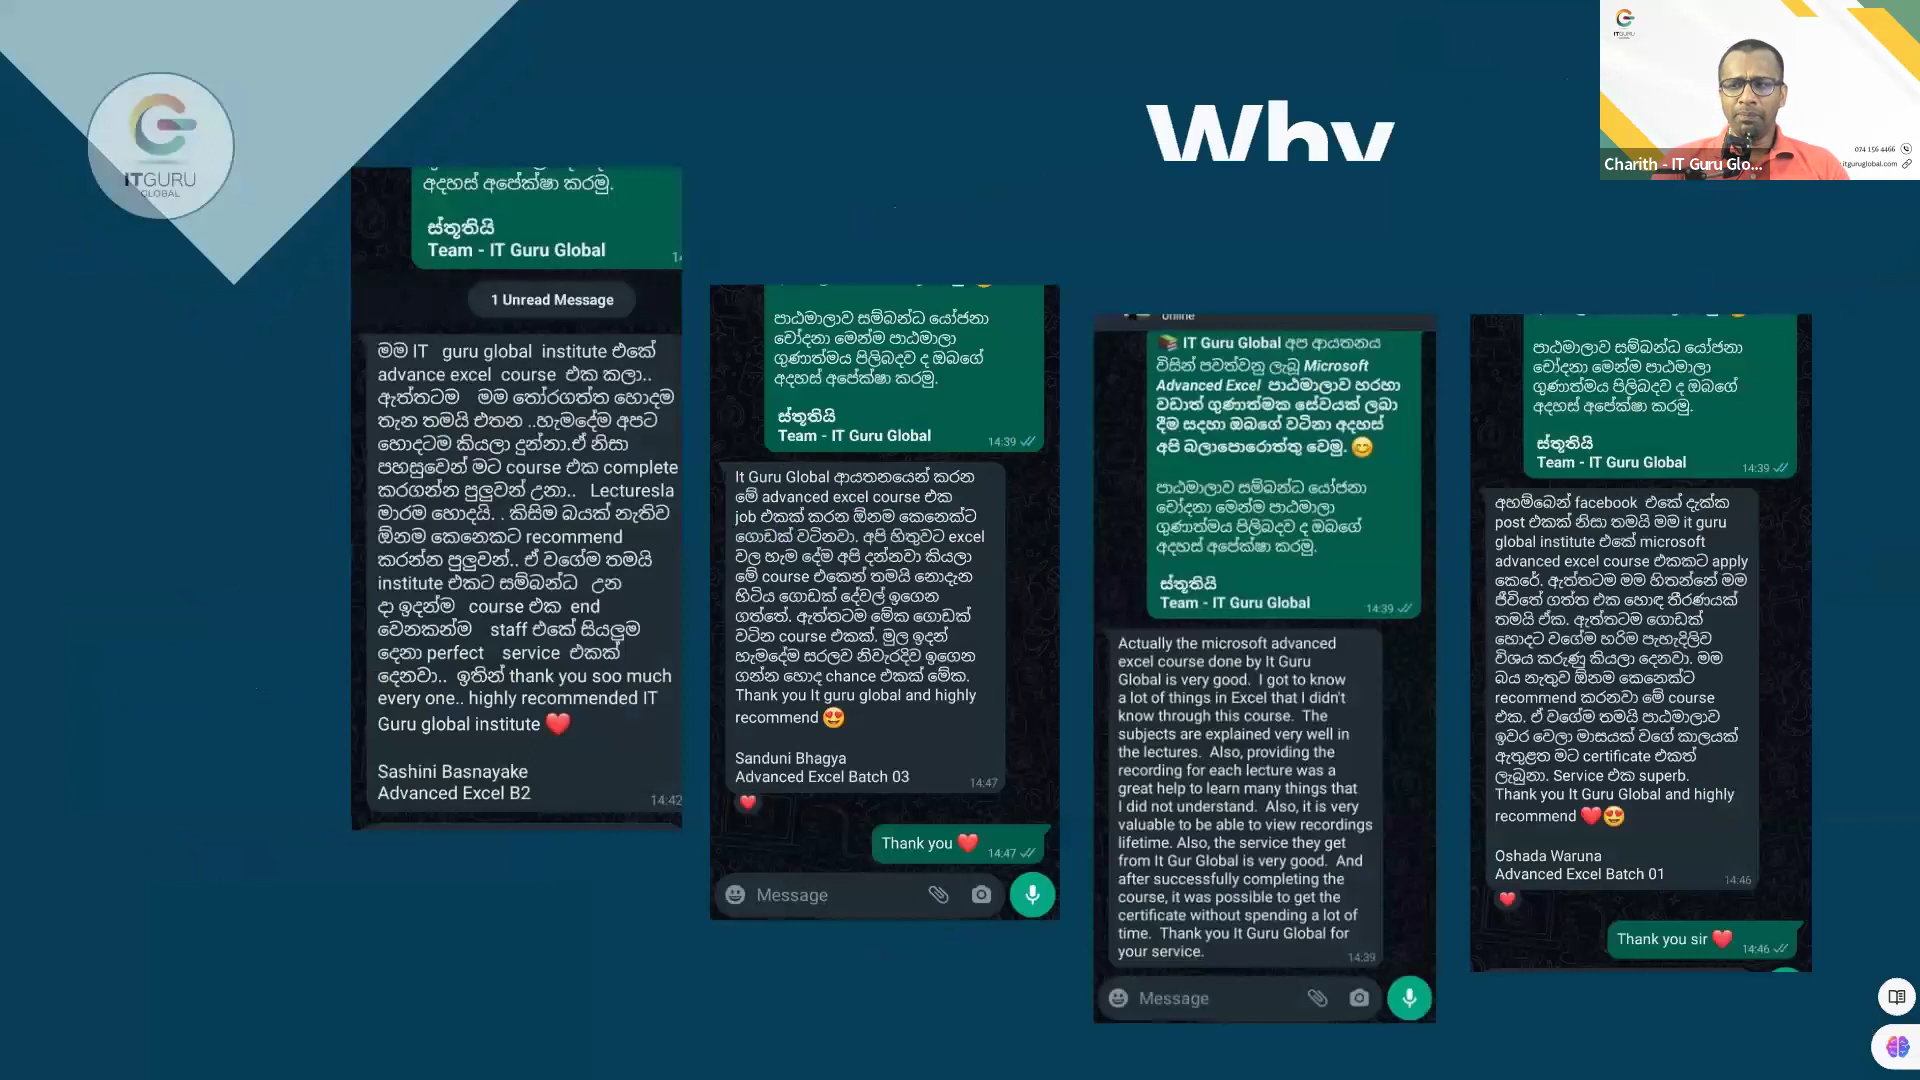 ITGURU
GLOBAL
Why
ITGURU
074 156 4466
itguruglobal.com
Charith - IT Guru Glo...
අදහස් අපේක්ෂා කරමු.
ස්තූතියි
Team - IT Guru Global
1 Unread Message
මම IT guru global institute එකේ
advance excel course එක කලා..
ඇත්තටම මම තෝරගත්ත හොදම
තැන තමයි එතන ..හැමදේම අපට
හොදටම කියලා දුන්නා.ඒ නිසා
පහසුවෙන් මට course එක complete
කරගන්න පුලුවන් උනා.. Lecturesla
මාරම හොදයි. . කිසිම බයක් නැතිව
ඕනම කෙනෙකට recommend
කරන්න පුලුවන්.. ඒ වගේම තමයි
institute එකට සම්බන්ධ උන
දා ඉදන්ම course එක end
වෙනකන්ම staff එකේ සියලුම
දෙනා perfect service එකක්
දෙනවා.. ඉතින් thank you soo much
every one.. highly recommended IT
Guru global institute ❤️
Sashini Basnayake
Advanced Excel B2
14:42
පාඨමාලාව සම්බන්ධ යෝජනා
චෝදනා මෙන්ම පාඨමාලා
ගුණාත්මය පිලිබදව ද ඔබගේ
අදහස් අපේක්ෂා කරමු.
ස්තූතියි
Team - IT Guru Global
14:39
It Guru Global ආයතනයෙන් කරන
මේ advanced excel course එක
job එකක් කරන ඕනම කෙනෙක්ට
ගොඩක් වටිනවා. අපි හිතුවට excel
වල හැම දේම අපි දන්නවා කියලා
මේ course එකෙන් තමයි නොදැන
හිටිය ගොඩක් දේවල් ඉගෙන
ගත්තේ. ඇත්තටම මේක ගොඩක්
වටින course එකක්. මුල ඉදන්
හැමදේම සරලව නිවැරදිව ඉගෙන
ගන්න හොද chance එකක් මේක.
Thank you It guru global and highly
recommend 😍
Sanduni Bhagya
Advanced Excel Batch 03
14:47
Thank you ❤️
14:47
Message
online
📚 IT Guru Global අප ආයතනය
විසින් පවත්වනු ලැබූ Microsoft
Advanced Excel පාඨමාලාව හරහා
වඩාත් ගුණාත්මක සේවයක් ලබා
දීම සදහා ඔබගේ වටිනා අදහස්
අපි බලාපොරොත්තු වෙමු. 😊
පාඨමාලාව සම්බන්ධ යෝජනා
චෝදනා මෙන්ම පාඨමාලා
ගුණාත්මය පිලිබදව ද ඔබගේ
අදහස් අපේක්ෂා කරමු.
ස්තූතියි
Team - IT Guru Global
14:39
Actually the microsoft advanced
excel course done by It Guru
Global is very good. I got to know
a lot of things in Excel that I didn't
know through this course. The
subjects are explained very well in
the lectures. Also, providing the
recording for each lecture was a
great help to learn many things that
I did not understand. Also, it is very
valuable to be able to view recordings
lifetime. Also, the service they get
from It Gur Global is very good. And
after successfully completing the
course, it was possible to get the
certificate without spending a lot of
time. Thank you It Guru Global for
your service.
14:39
Message
පාඨමාලාව සම්බන්ධ යෝජනා
චෝදනා මෙන්ම පාඨමාලා
ගුණාත්මය පිලිබදව ද ඔබගේ
අදහස් අපේක්ෂා කරමු.
ස්තූතියි
Team - IT Guru Global
14:39
අහම්බෙන් facebook එකේ දැක්ක
post එකක් නිසා තමයි මම it guru
global institute එකේ microsoft
advanced excel course එකකට apply
කෙරේ. ඇත්තටම මම හිතන්නේ මම
ජීවිතේ ගත්ත එක හොඳ තීරණයක්
තමයි ඒක. ඇත්තටම ගොඩක්
හොදට වගේම හරිම පැහැදිලිව
විශය කරුණු කියලා දෙනවා. මම
බය නැතුව ඕනම කෙනෙක්ට
recommend කරනවා මේ course
එක. ඒ වගේම තමයි පාඨමාලාව
ඉවර වෙලා මාසයක් වගේ කාලයක්
ඇතුළත මට certificate එකත්
ලැබුනා. Service එක superb.
Thank you It Guru Global and highly
recommend ❤️😍
Oshada Waruna
Advanced Excel Batch 01
14:46
Thank you sir ❤️
14:46